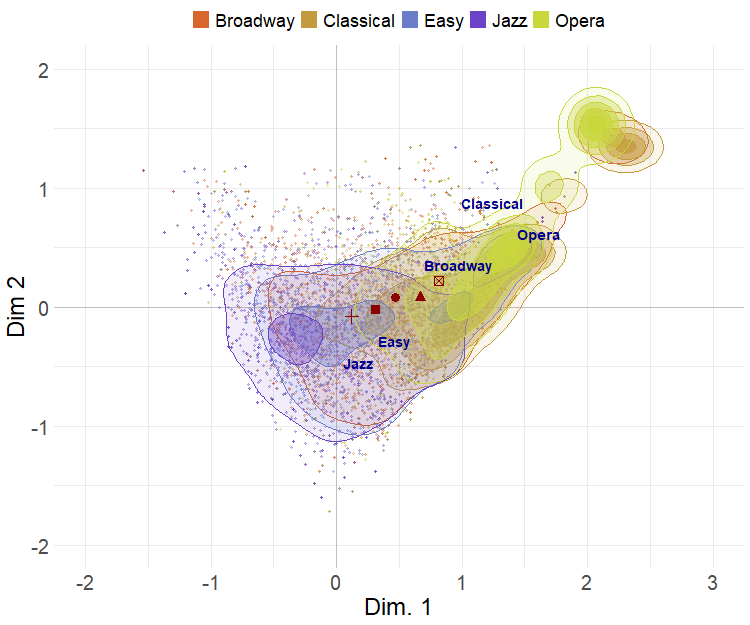 Broadway Classical Easy Jazz Opera
2
1
0
-1
-2
Dim 2
Classical
Opera
Broadway
Easy
Jazz
-2 -1 0 1 2 3
Dim. 1